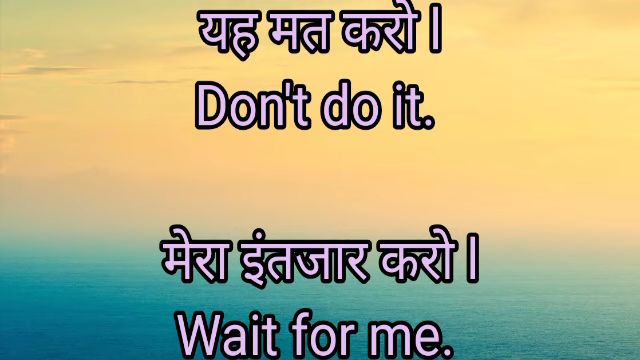 यह मत करो l
Don't do it.
मेरा इंतजार करो l
Wait for me.